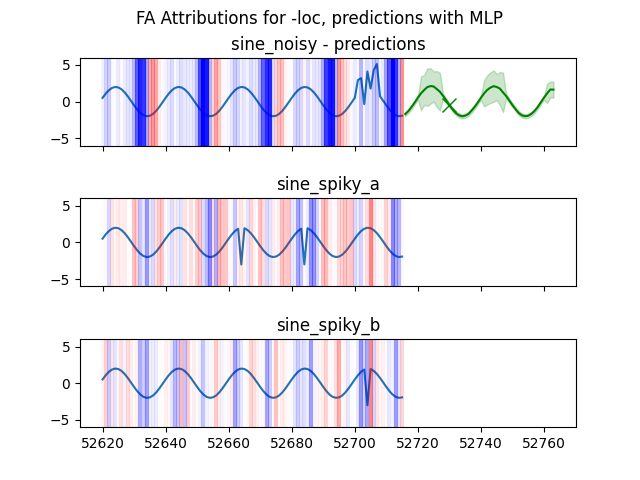 FA Attributions for -loc, predictions with MLP
sine_noisy - predictions
5
0
−5
sine_spiky_a
5
0
−5
sine_spiky_b
5
0
−5
52620 52640 52660 52680 52700 52720 52740 52760